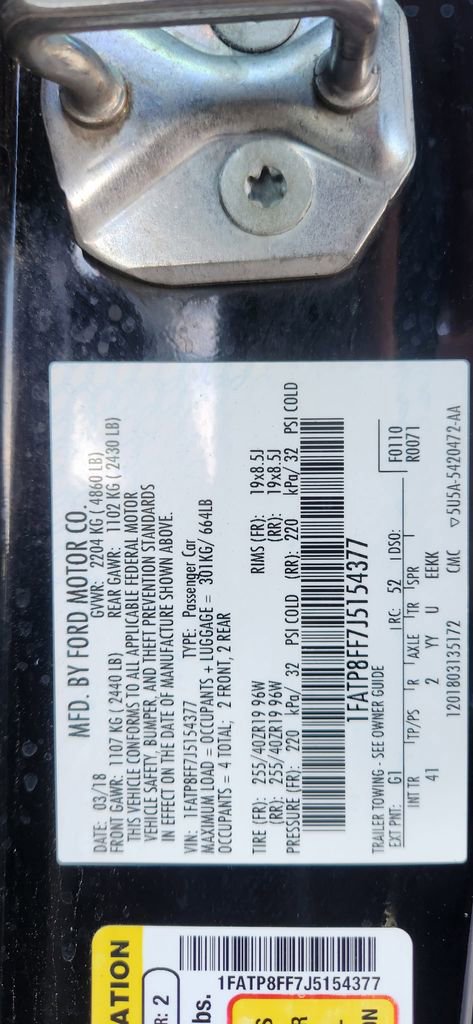 MFD. BY FORD MOTOR CO.
DATE: 03/18 GVWR: 2204 KG ( 4860 LB)
FRONT GAWR: 1107 KG ( 2440 LB) REAR GAWR: 1102 KG ( 2430 LB)
THIS VEHICLE CONFORMS TO ALL APPLICABLE FEDERAL MOTOR
VEHICLE SAFETY, BUMPER, AND THEFT PREVENTION STANDARDS
IN EFFECT ON THE DATE OF MANUFACTURE SHOWN ABOVE.
VIN: 1FATP8FF7J5154377 TYPE: Passenger Car
MAXIMUM LOAD = OCCUPANTS + LUGGAGE = 301KG/ 664LB
OCCUPANTS = 4 TOTAL; 2 FRONT, 2 REAR
TIRE (FR): 255/40ZR19 96W RIMS (FR): 19x8.5J
(RR): 255/40ZR19 96W (RR): 19x8.5J
PRESSURE (FR): 220 kPa/ 32 PSI COLD (RR): 220 kPa/ 32 PSI COLD
1FATP8FF7J5154377
TRAILER TOWING - SEE OWNER GUIDE F0110
EXT PNT: G1 RC: 52 DSO: R0071
INT TR TP/PS R AXLE TR SPR
41 2 YY U EEKK
1201803135172 CMC ▽5U5A-5420472-AA
ATION
R: 2
lbs.
1FATP8FF7J5154377